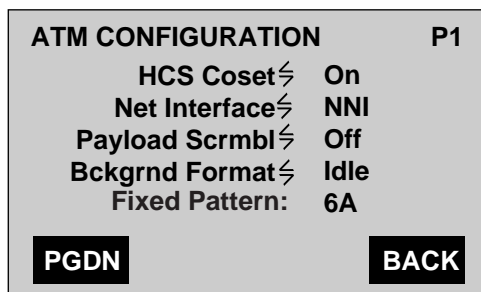 ATM CONFIGURATION P1
HCS Coset On
Net Interface NNI
Payload Scrmbl Off
Bckgrnd Format Idle
Fixed Pattern: 6A
PGDN BACK